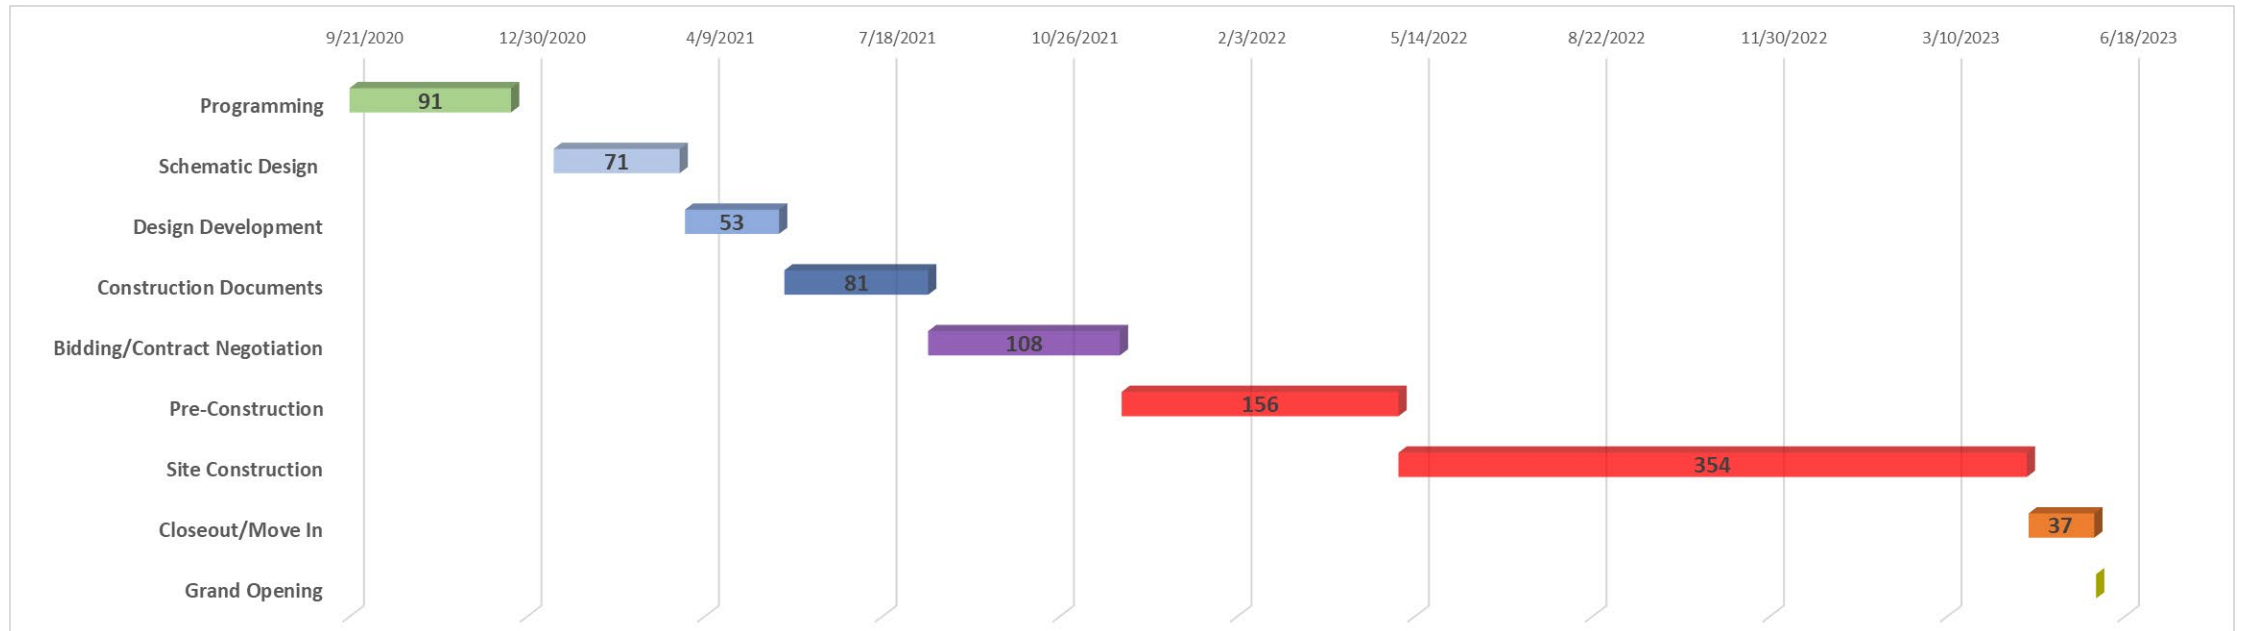 9/21/2020 12/30/2020 4/9/2021 7/18/2021 10/26/2021 2/3/2022 5/14/2022 8/22/2022 11/30/2022 3/10/2023 6/18/2023
Programming 91
Schematic Design 71
Design Development 53
Construction Documents 81
Bidding/Contract Negotiation 108
Pre-Construction 156
Site Construction 354
Closeout/Move In 37
Grand Opening